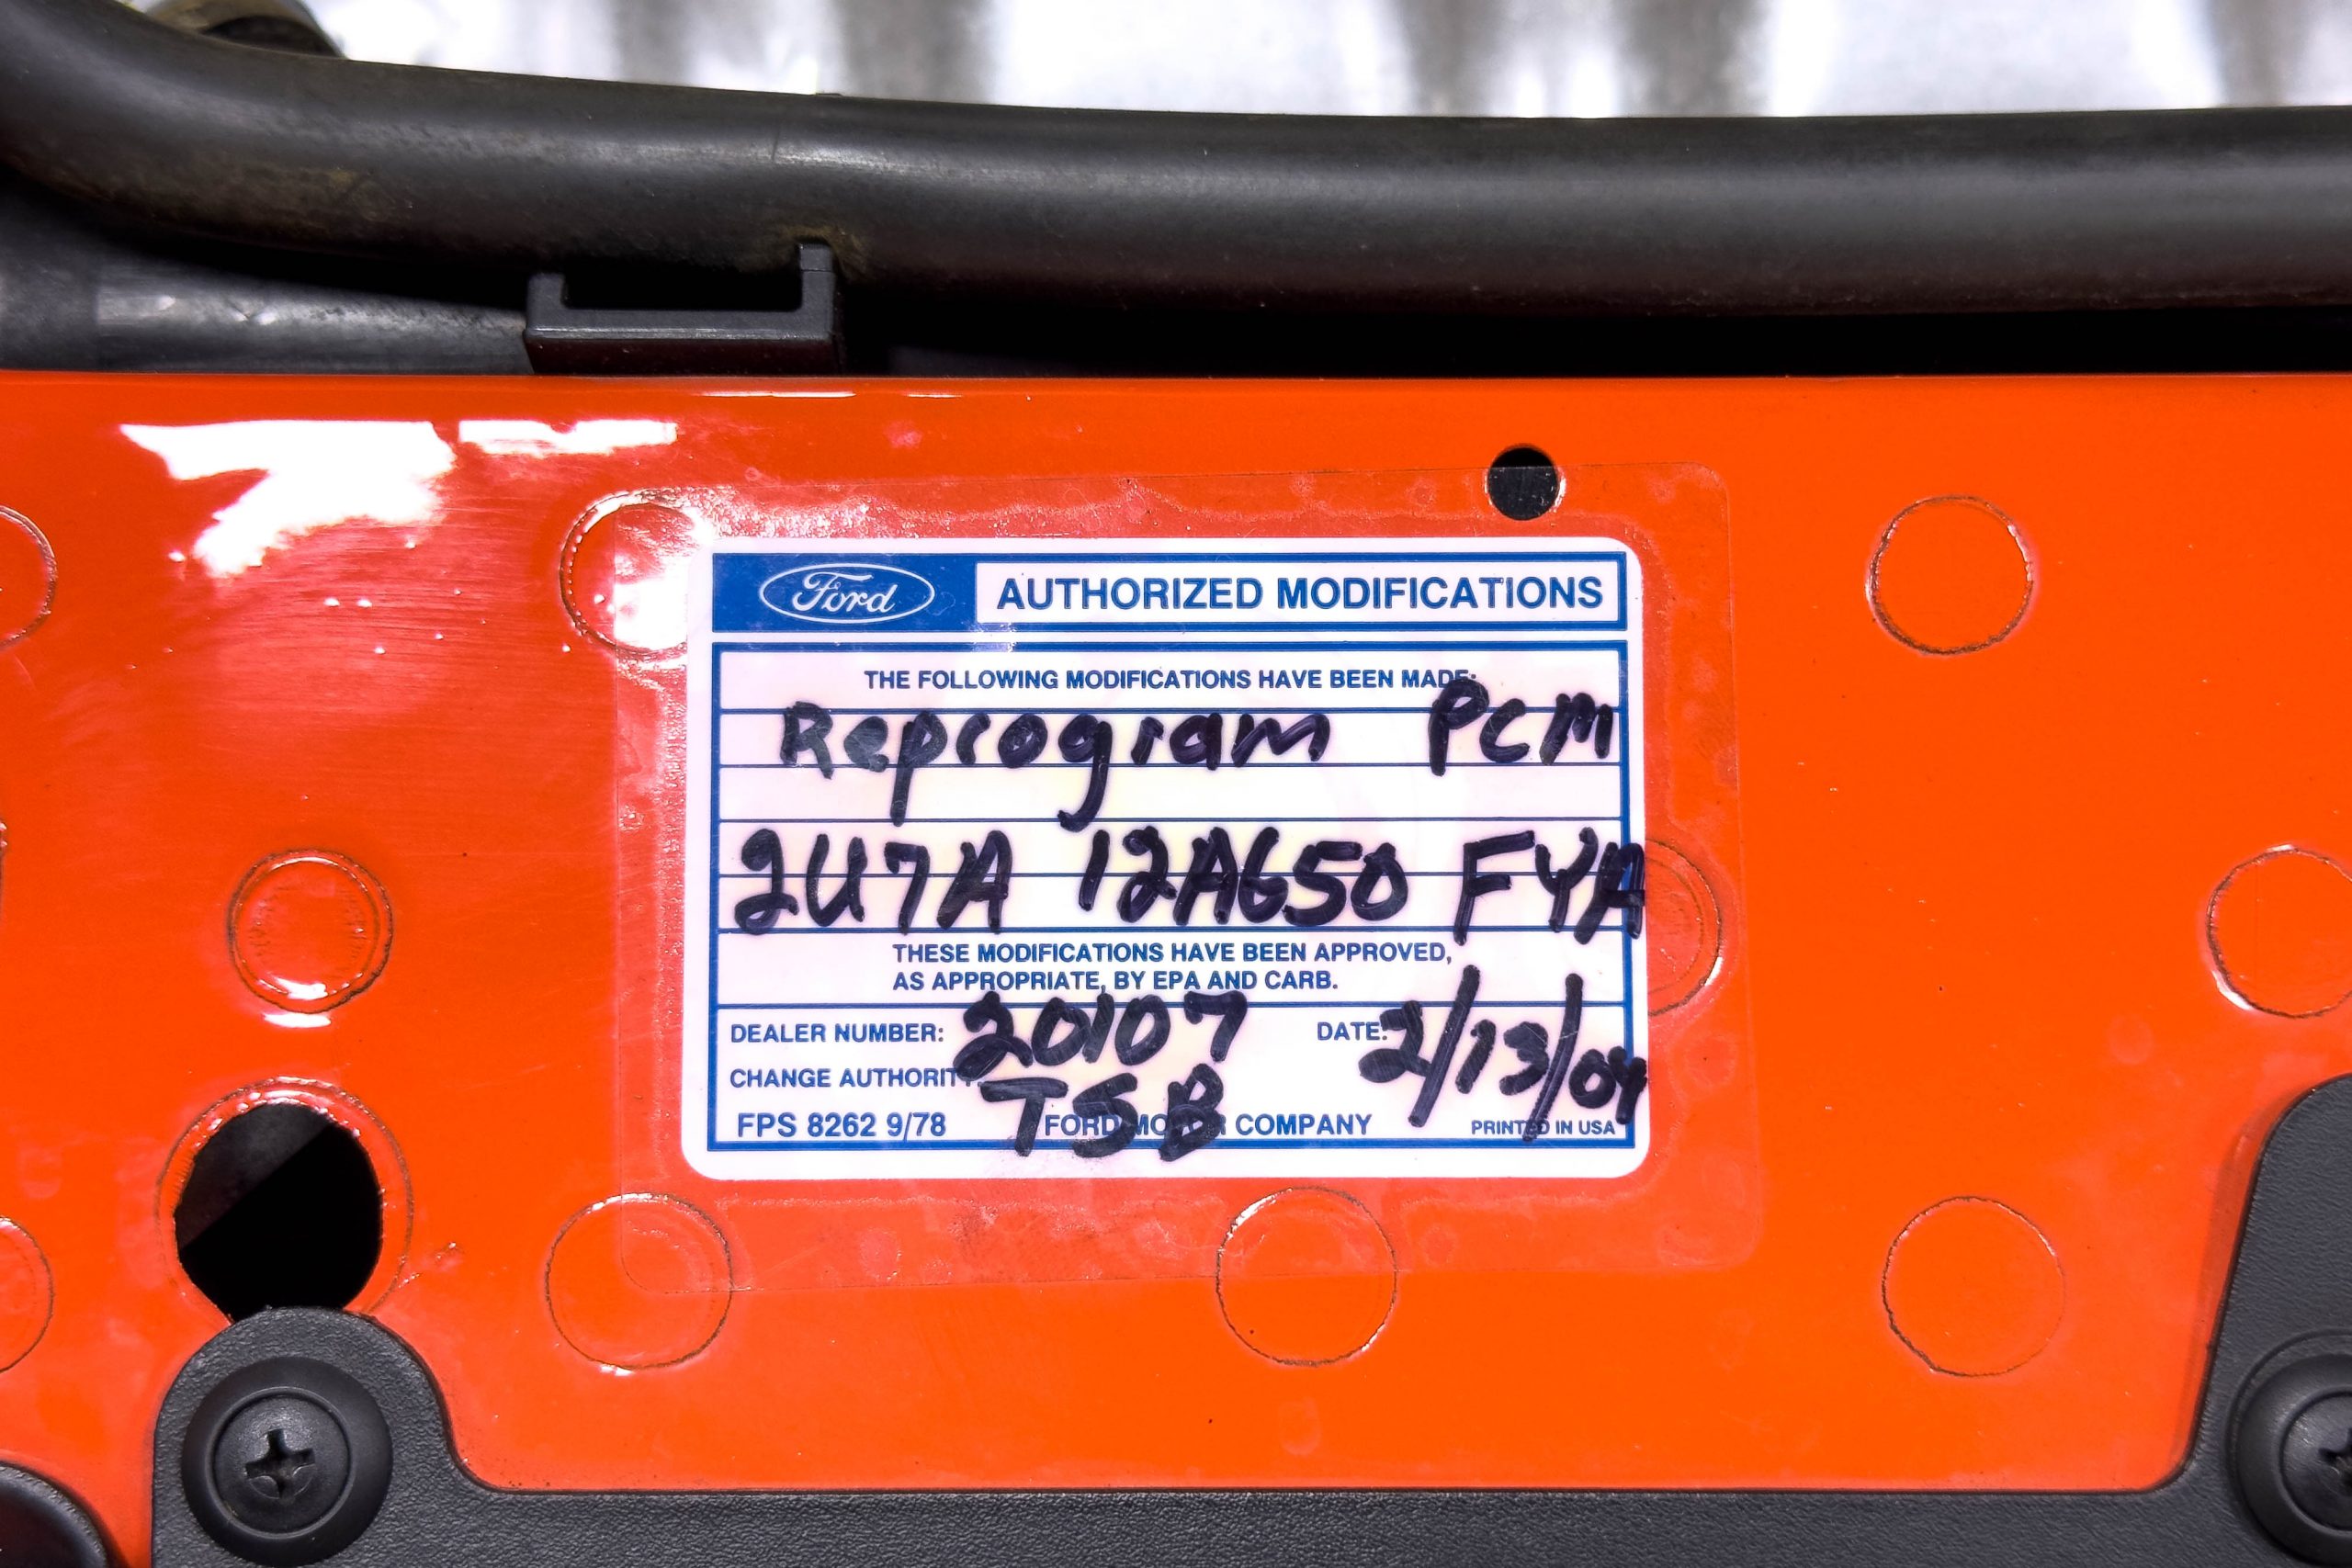 Ford AUTHORIZED MODIFICATIONS
THE FOLLOWING MODIFICATIONS HAVE BEEN MADE:
Reprogram PCM
2U7A 12A650 FYA
THESE MODIFICATIONS HAVE BEEN APPROVED,
AS APPROPRIATE, BY EPA AND CARB.
DEALER NUMBER: 20107 DATE: 2/13/04
CHANGE AUTHORITY: TSB
FPS 8262 9/78 FORD MOTOR COMPANY PRINTED IN USA